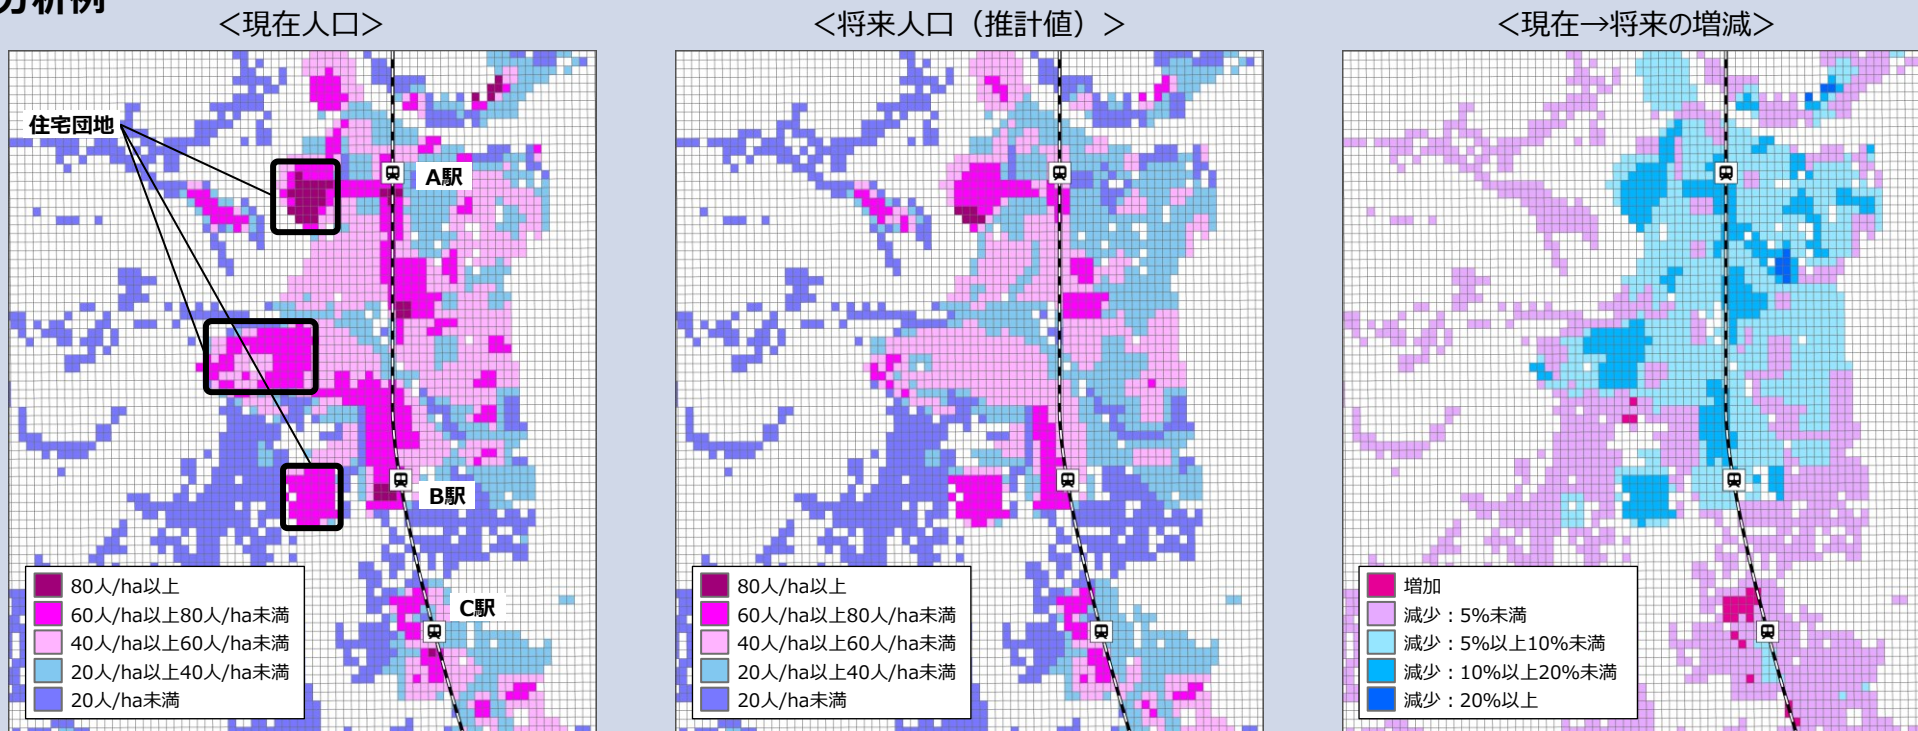 分析例
＜現在人口＞
＜将来人口（推計値）＞
＜現在→将来の増減＞
住宅団地
A駅
B駅
C駅
80人/ha以上
60人/ha以上80人/ha未満
40人/ha以上60人/ha未満
20人/ha以上40人/ha未満
20人/ha未満
80人/ha以上
60人/ha以上80人/ha未満
40人/ha以上60人/ha未満
20人/ha以上40人/ha未満
20人/ha未満
増加
減少：5%未満
減少：5%以上10%未満
減少：10%以上20%未満
減少：20%以上